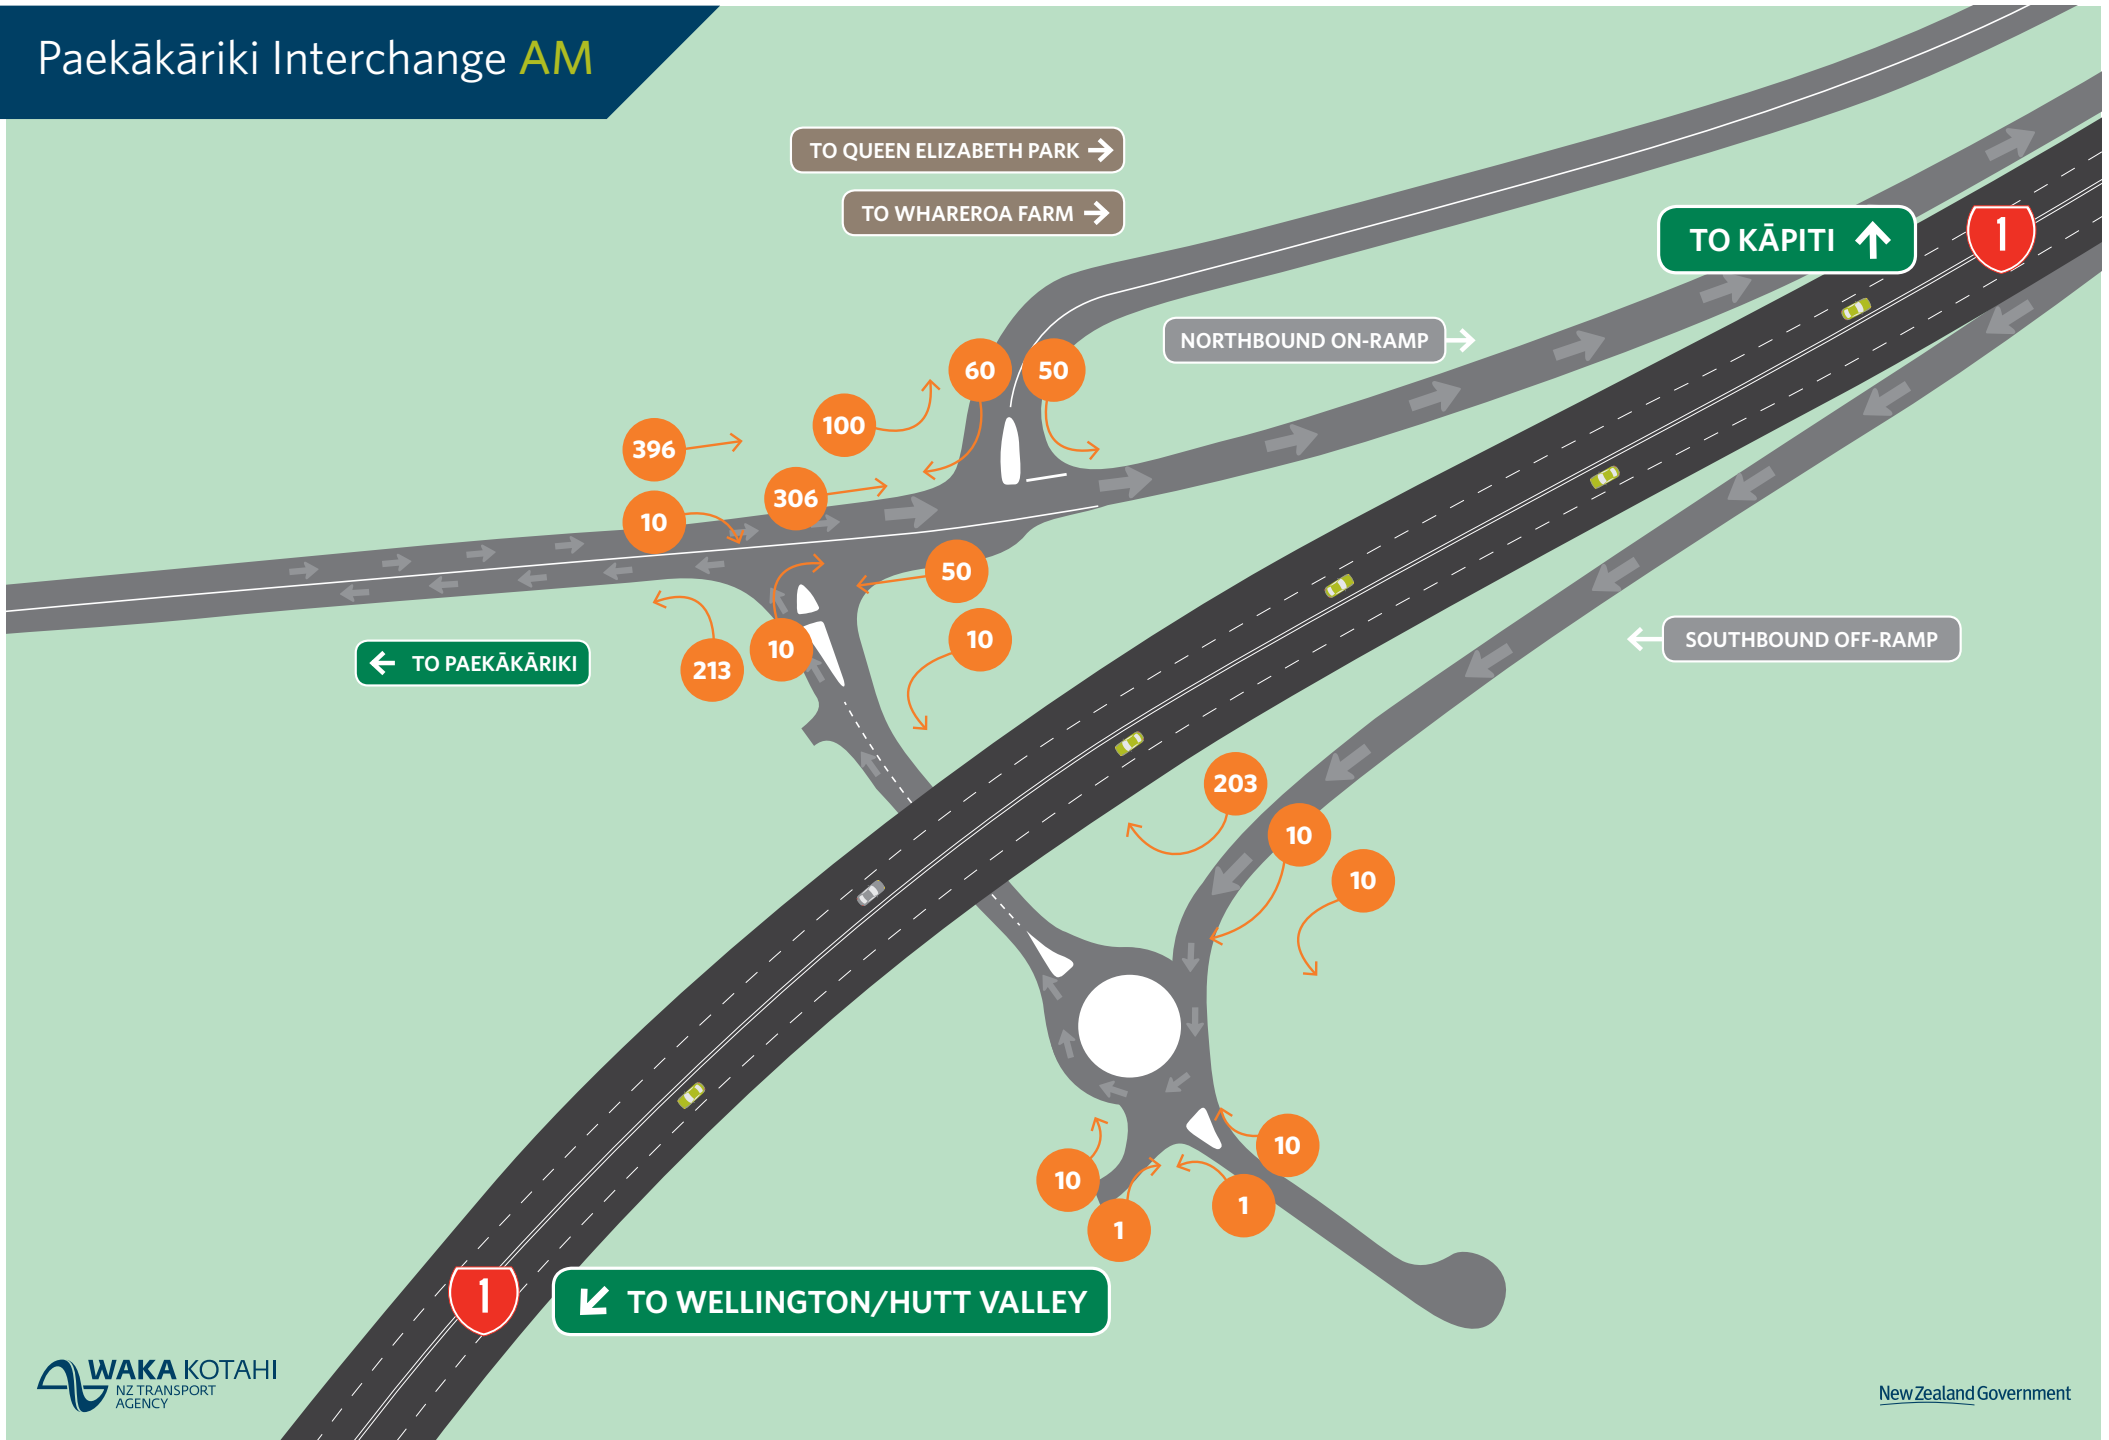 Paekākāriki Interchange AM
TO QUEEN ELIZABETH PARK
TO WHAREROA FARM
TO KĀPITI
1
NORTHBOUND ON-RAMP
60
50
100
396
306
10
50
10
10
213
TO PAEKĀKĀRIKI
SOUTHBOUND OFF-RAMP
203
10
10
10
10
1
1
1
TO WELLINGTON/HUTT VALLEY
WAKA KOTAHI
NZ TRANSPORT
AGENCY
New Zealand Government